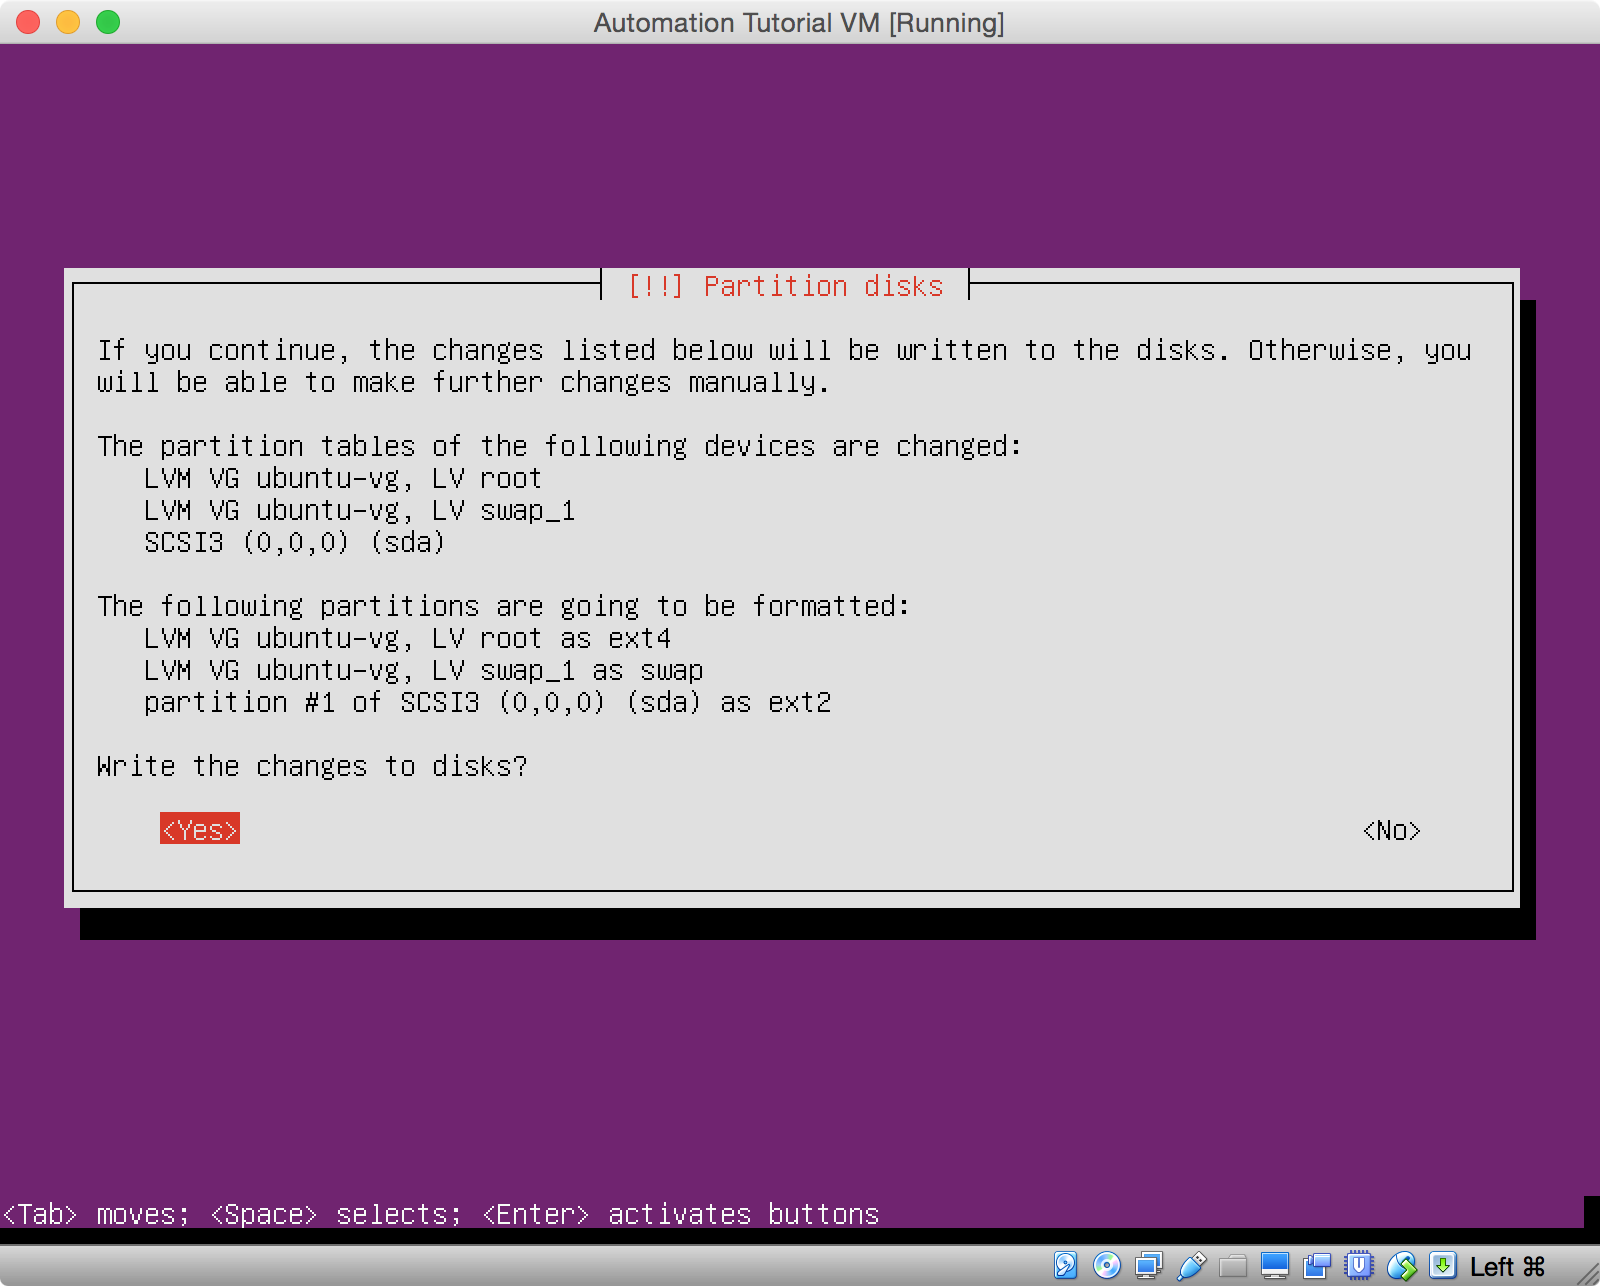 Automation Tutorial VM [Running]
[!!] Partition disks
If you continue, the changes listed below will be written to the disks. Otherwise, you
will be able to make further changes manually.
The partition tables of the following devices are changed:
LVM VG ubuntu-vg, LV root
LVM VG ubuntu-vg, LV swap_1
SCSI3 (0,0,0) (sda)
The following partitions are going to be formatted:
LVM VG ubuntu-vg, LV root as ext4
LVM VG ubuntu-vg, LV swap_1 as swap
partition #1 of SCSI3 (0,0,0) (sda) as ext2
Write the changes to disks?
<Yes> <No>
<Tab> moves; <Space> selects; <Enter> activates buttons
Left ⌘